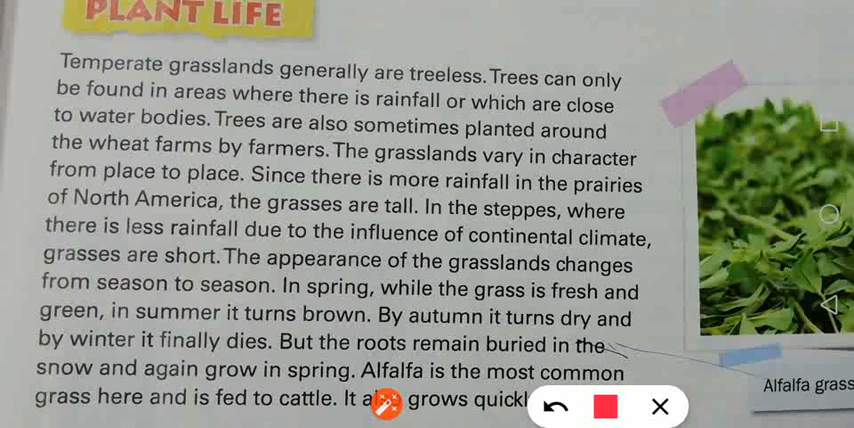 PLANT LIFE
Temperate grasslands generally are treeless. Trees can only
be found in areas where there is rainfall or which are close
to water bodies. Trees are also sometimes planted around
the wheat farms by farmers. The grasslands vary in character
from place to place. Since there is more rainfall in the prairies
of North America, the grasses are tall. In the steppes, where
there is less rainfall due to the influence of continental climate,
grasses are short. The appearance of the grasslands changes
from season to season. In spring, while the grass is fresh and
green, in summer it turns brown. By autumn it turns dry and
by winter it finally dies. But the roots remain buried in the
snow and again grow in spring. Alfalfa is the most common
grass here and is fed to cattle. It grows
Alfalfa grass